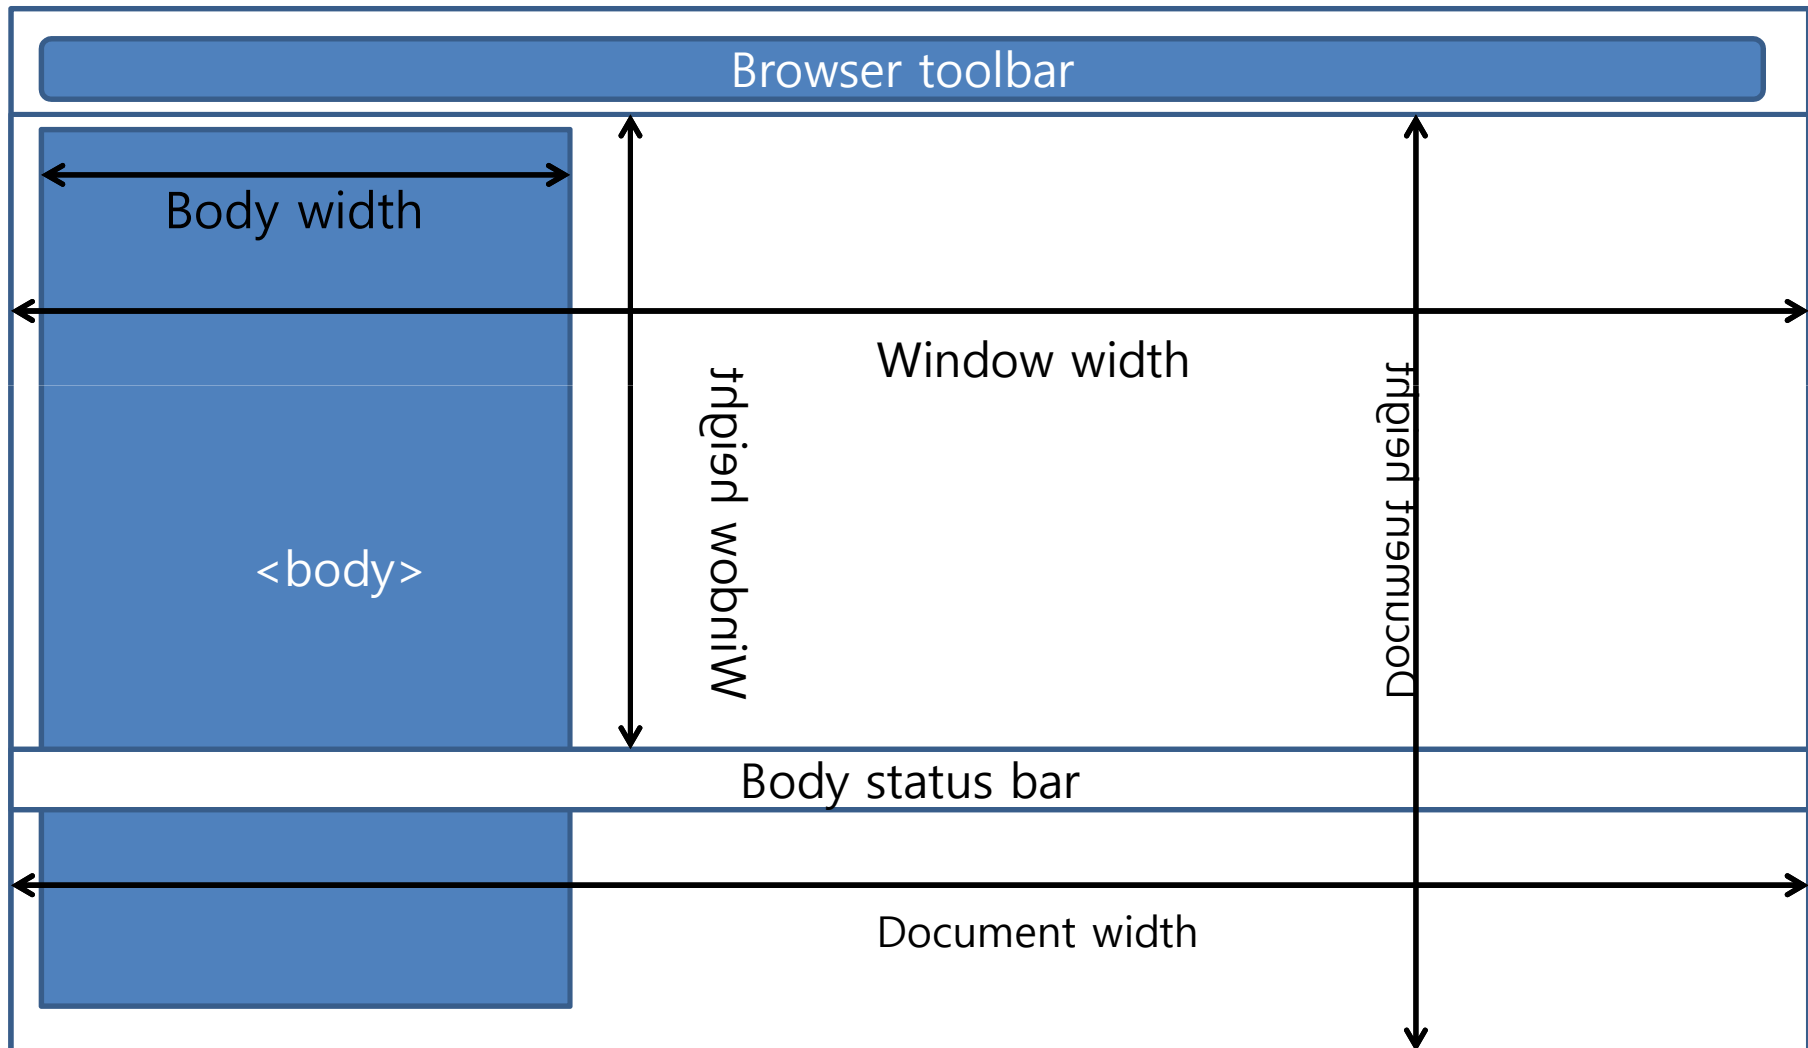 Browser toolbar
Body width
Window width
Window height
Document height
<body>
Body status bar
Document width